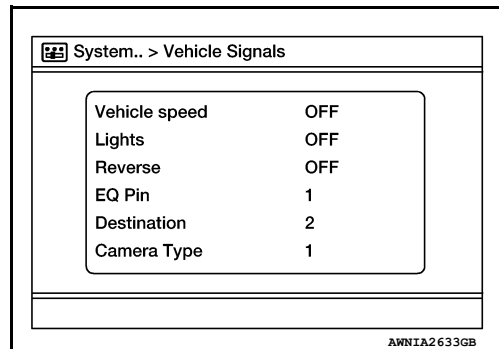 System.. > Vehicle Signals
Vehicle speed OFF
Lights OFF
Reverse OFF
EQ Pin 1
Destination 2
Camera Type 1
AWNIA2633GB